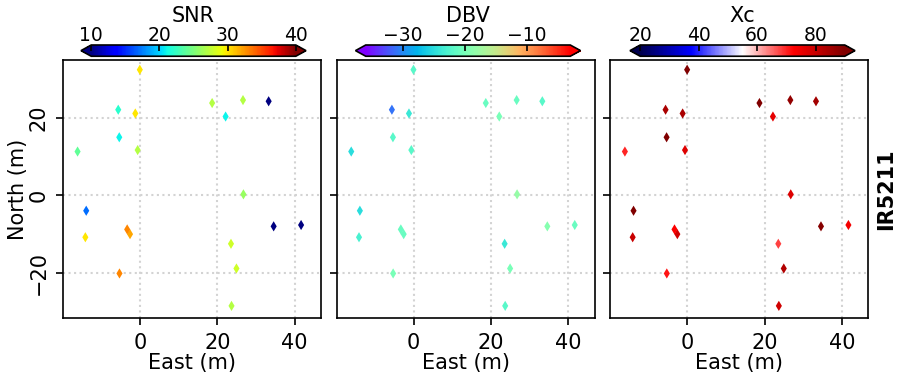 SNR DBV Xc
10 20 30 40 −30 −20 −10 20 40 60 80
North (m)
20
0
−20
0 20 40 0 20 40 0 20 40
East (m) East (m) East (m)
IR5211